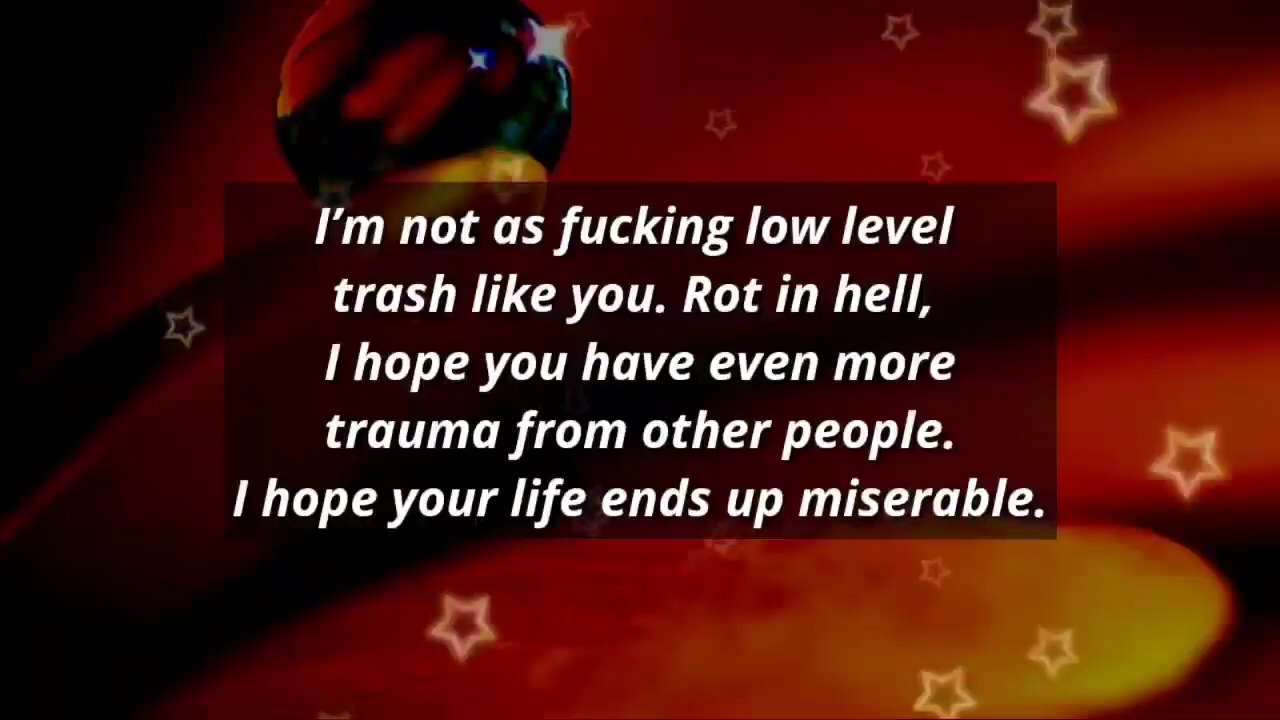 I’m not as fucking low level
trash like you. Rot in hell,
I hope you have even more
trauma from other people.
I hope your life ends up miserable.